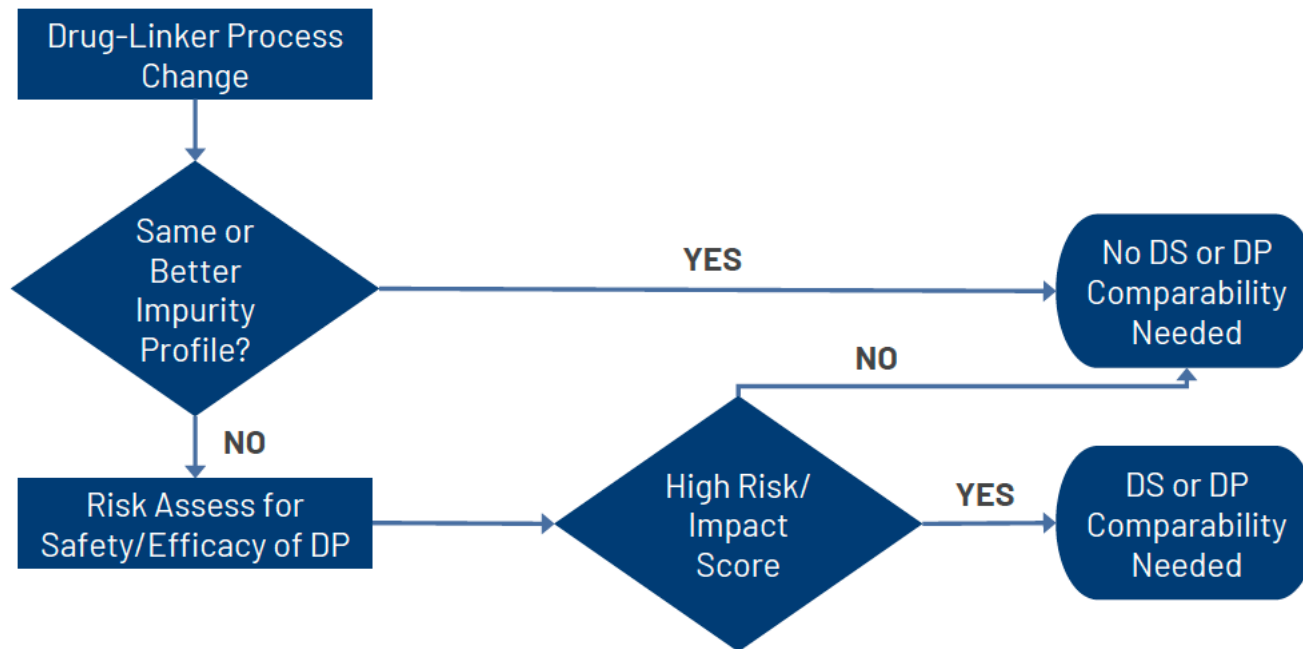 Drug-Linker Process
Change
Same or
Better
Impurity
Profile?
YES
No DS or DP
Comparability
Needed
NO
NO
Risk Assess for
Safety/Efficacy of DP
High Risk/
Impact
Score
YES
DS or DP
Comparability
Needed